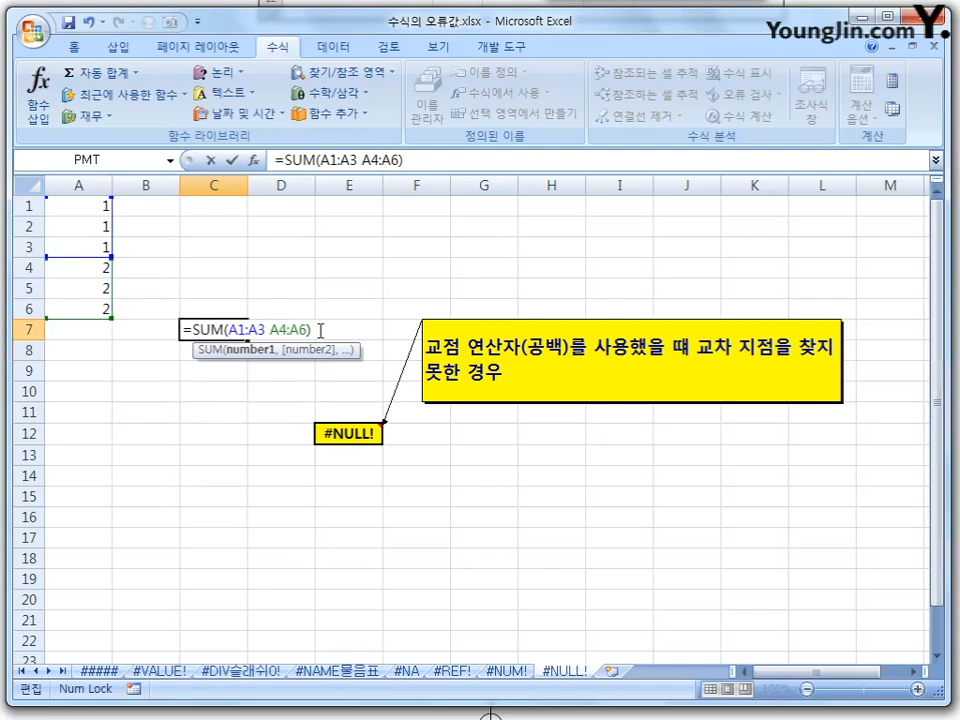 수식의 오류값.xlsx - Microsoft Excel
YoungJin.com Y.
홈 삽입 페이지 레이아웃 수식 데이터 검토 보기 개발 도구
fx 함수 삽입
Σ 자동 합계 논리 찾기/참조 영역
최근에 사용한 함수 텍스트 수학/삼각
재무 날짜 및 시간 함수 추가
함수 라이브러리
이름 관리자
이름 정의
수식에서 사용
선택 영역에서 만들기
정의된 이름
참조되는 셀 추적 수식 표시
참조하는 셀 추적 오류 검사
연결선 제거 수식 계산
조사식 창
수식 분석
계산 옵션
계산
PMT fx =SUM(A1:A3 A4:A6)
A B C D E F G H I J K L M
1 1
2 1
3 1
4 2
5 2
6 2
7 =SUM(A1:A3 A4:A6)
8 SUM(number1, [number2], ...)
교점 연산자(공백)를 사용했을 때 교차 지점을 찾지
못한 경우
9
10
11
12 #NULL!
13
14
15
16
17
18
19
20
21
22
23
##### #VALUE! #DIV슬래쉬0! #NAME물음표 #NA #REF! #NUM! #NULL!
편집 Num Lock 100%